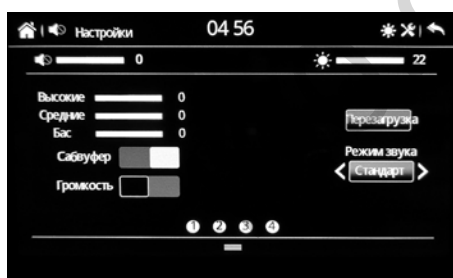 Настройки 04 56
0 22
Высокие 0
Средние 0
Бас 0
Перезагрузка
Сабвуфер
Режим звука
Стандарт
Громкость
1 2 3 4